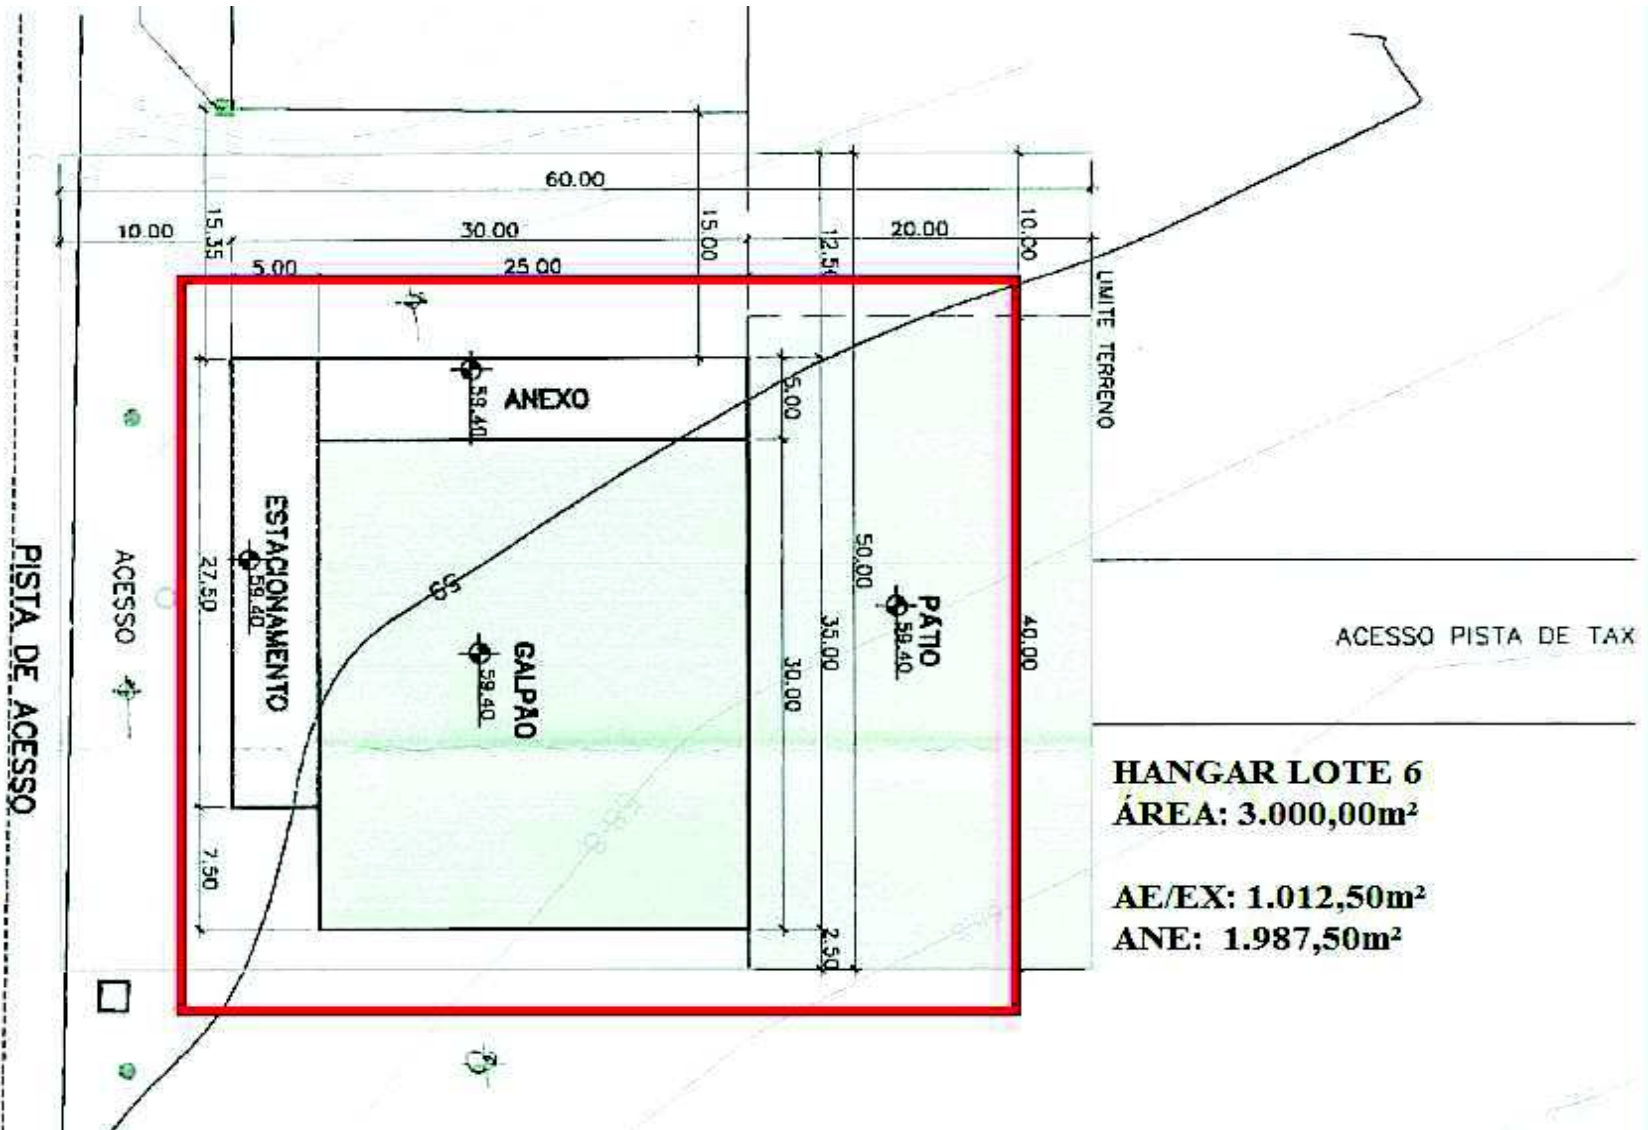 60.00
10.00
15.35
30.00
15.00
12.50
20.00
10.00
5.00
25.00
LIMITE TERRENO
59.40
ANEXO
5.00
ESTACIONAMENTO
59.40
27.50
PISTA DE ACESSO
ACESSO
59
GALPÃO
59.40
50.00
35.00
30.00
PÁTIO
59.40
40.00
ACESSO PISTA DE TAX
HANGAR LOTE 6
ÁREA: 3.000,00m²
7.50
AE/EX: 1.012,50m²
ANE: 1.987,50m²
2.50